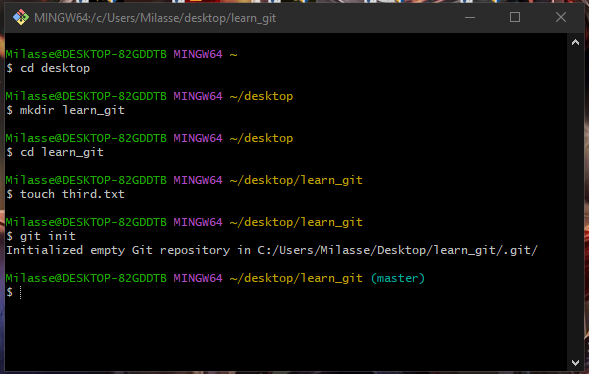 MINGW64:/c/Users/Milasse/desktop/learn_git
Milasse@DESKTOP-82GDDTB MINGW64 ~
$ cd desktop
Milasse@DESKTOP-82GDDTB MINGW64 ~/desktop
$ mkdir learn_git
Milasse@DESKTOP-82GDDTB MINGW64 ~/desktop
$ cd learn_git
Milasse@DESKTOP-82GDDTB MINGW64 ~/desktop/learn_git
$ touch third.txt
Milasse@DESKTOP-82GDDTB MINGW64 ~/desktop/learn_git
$ git init
Initialized empty Git repository in C:/Users/Milasse/Desktop/learn_git/.git/
Milasse@DESKTOP-82GDDTB MINGW64 ~/desktop/learn_git (master)
$